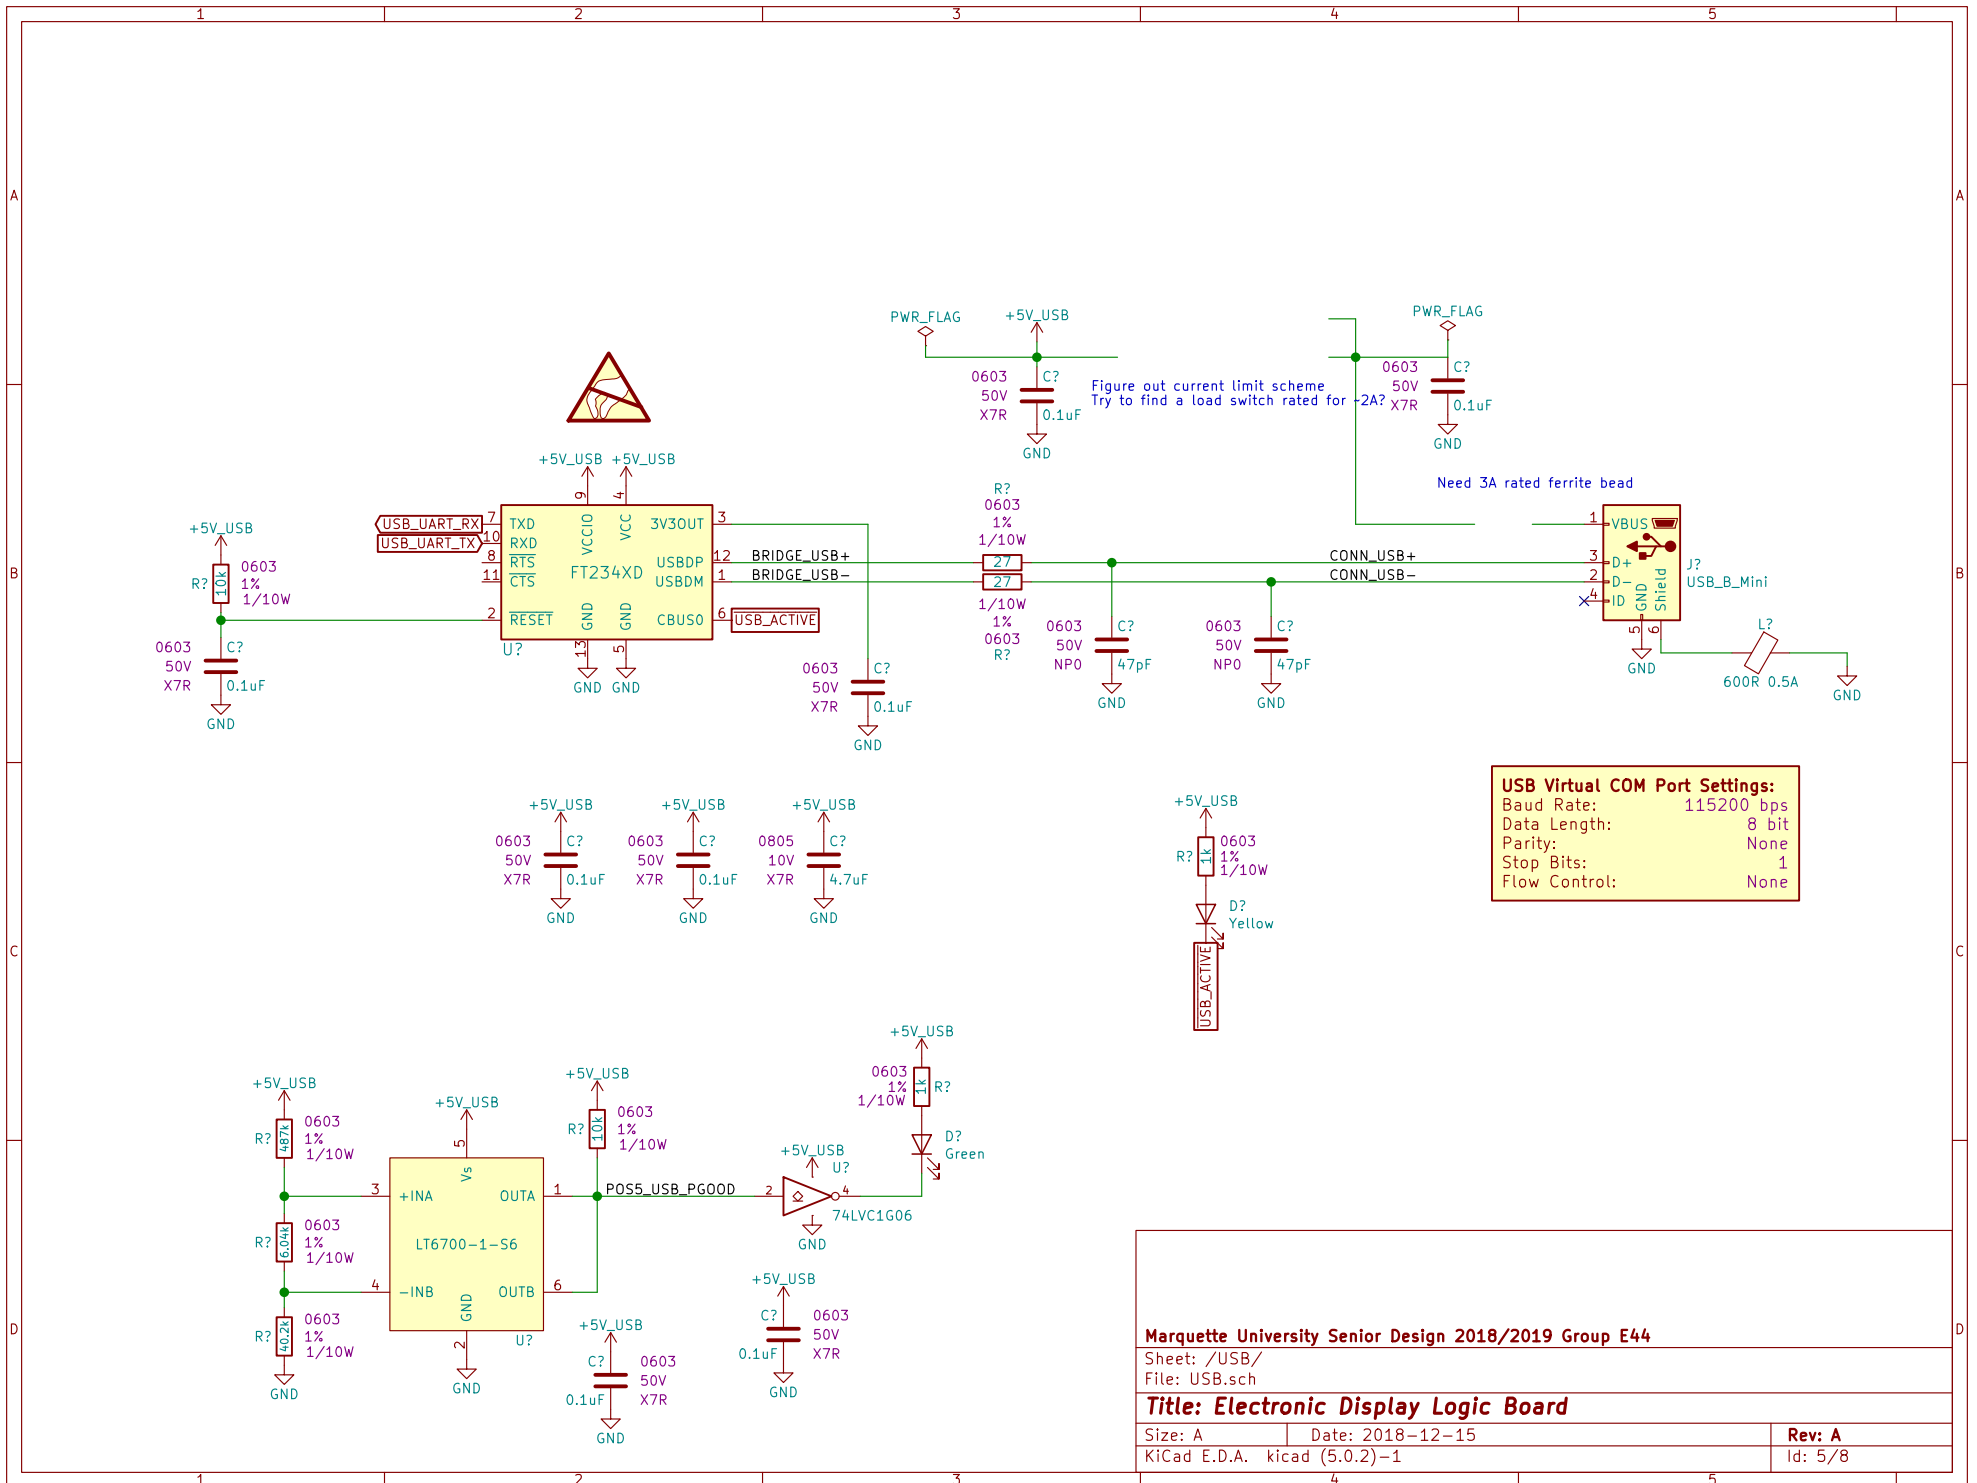 1 2 3 4 5
A A
PWR_FLAG
+5V_USB
PWR_FLAG
0603 C?
50V
X7R 0.1uF
GND
Figure out current limit scheme
Try to find a load switch rated for ~2A?
0603 C?
50V
X7R 0.1uF
GND
Need 3A rated ferrite bead
+5V_USB +5V_USB
9 4
VCCIO VCC
USB_UART_RX 7 TXD
USB_UART_TX 10 RXD
8 RTS
11 CTS
2 RESET
FT234XD
3V3OUT 3
USBDP 12 BRIDGE_USB+
USBDM 1 BRIDGE_USB-
CBUS0 6 USB_ACTIVE
GND GND
13 5
U?
GND GND
+5V_USB
R? 10k
0603
1%
1/10W
0603 C?
50V
X7R 0.1uF
GND
B B
R?
0603
1%
1/10W
27
27
1/10W
1%
0603
R?
CONN_USB+
CONN_USB-
0603 C?
50V
X7R 0.1uF
GND
0603 C?
50V
NP0 47pF
GND
0603 C?
50V
NP0 47pF
GND
1 VBUS
3 D+
2 D-
4 ID
GND Shield
5 6
J?
USB_B_Mini
GND
L?
600R 0.5A
GND
USB Virtual COM Port Settings:
Baud Rate: 115200 bps
Data Length: 8 bit
Parity: None
Stop Bits: 1
Flow Control: None
+5V_USB
0603 C?
50V
X7R 0.1uF
GND
+5V_USB
0603 C?
50V
X7R 0.1uF
GND
+5V_USB
0805 C?
10V
X7R 4.7uF
GND
+5V_USB
R? 1k
0603
1%
1/10W
D?
Yellow
USB_ACTIVE
C C
+5V_USB
R? 487k
0603
1%
1/10W
R? 6.04k
0603
1%
1/10W
R? 40.2k
0603
1%
1/10W
GND
+5V_USB
5
Vs
3 +INA
4 -INB
LT6700-1-S6
OUTA 1
OUTB 6
GND
2
U?
GND
+5V_USB
R? 10k
0603
1%
1/10W
POS5_USB_PGOOD
+5V_USB
U?
2 4
74LVC1G06
GND
+5V_USB
0603
1%
1/10W
1k R?
D?
Green
+5V_USB
C? 0603
50V
0.1uF X7R
GND
+5V_USB
C? 0603
50V
0.1uF X7R
GND
D D
Marquette University Senior Design 2018/2019 Group E44
Sheet: /USB/
File: USB.sch
Title: Electronic Display Logic Board
Size: A Date: 2018-12-15 Rev: A
KiCad E.D.A. kicad (5.0.2)-1 Id: 5/8
1 2 3 4 5